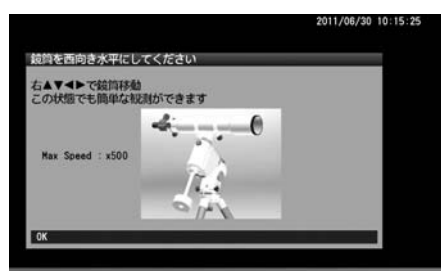 2011/06/30 10:15:25
鏡筒を西向き水平にしてください
右▲▼◀▶で鏡筒移動
この状態でも簡単な観測ができます
Max Speed : x500
OK